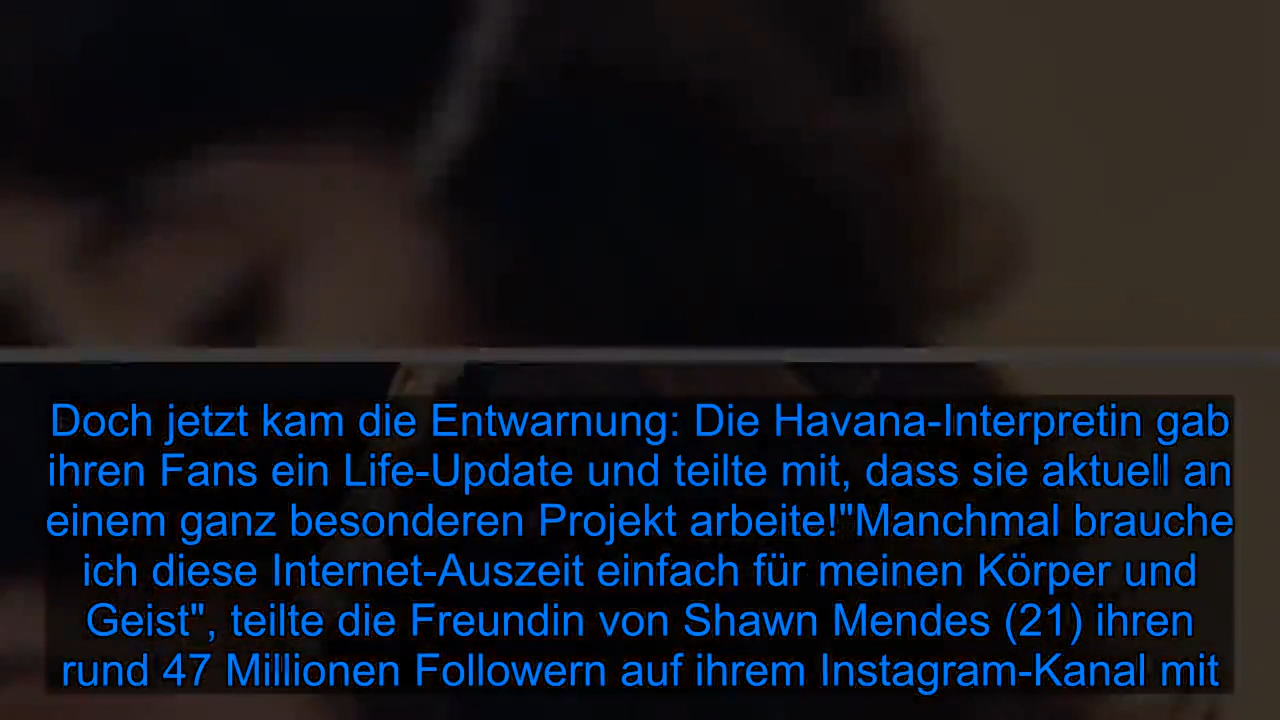 Doch jetzt kam die Entwarnung: Die Havana-Interpretin gab
ihren Fans ein Life-Update und teilte mit, dass sie aktuell an
einem ganz besonderen Projekt arbeite!"Manchmal brauche
ich diese Internet-Auszeit einfach für meinen Körper und
Geist", teilte die Freundin von Shawn Mendes (21) ihren
rund 47 Millionen Followern auf ihrem Instagram-Kanal mit